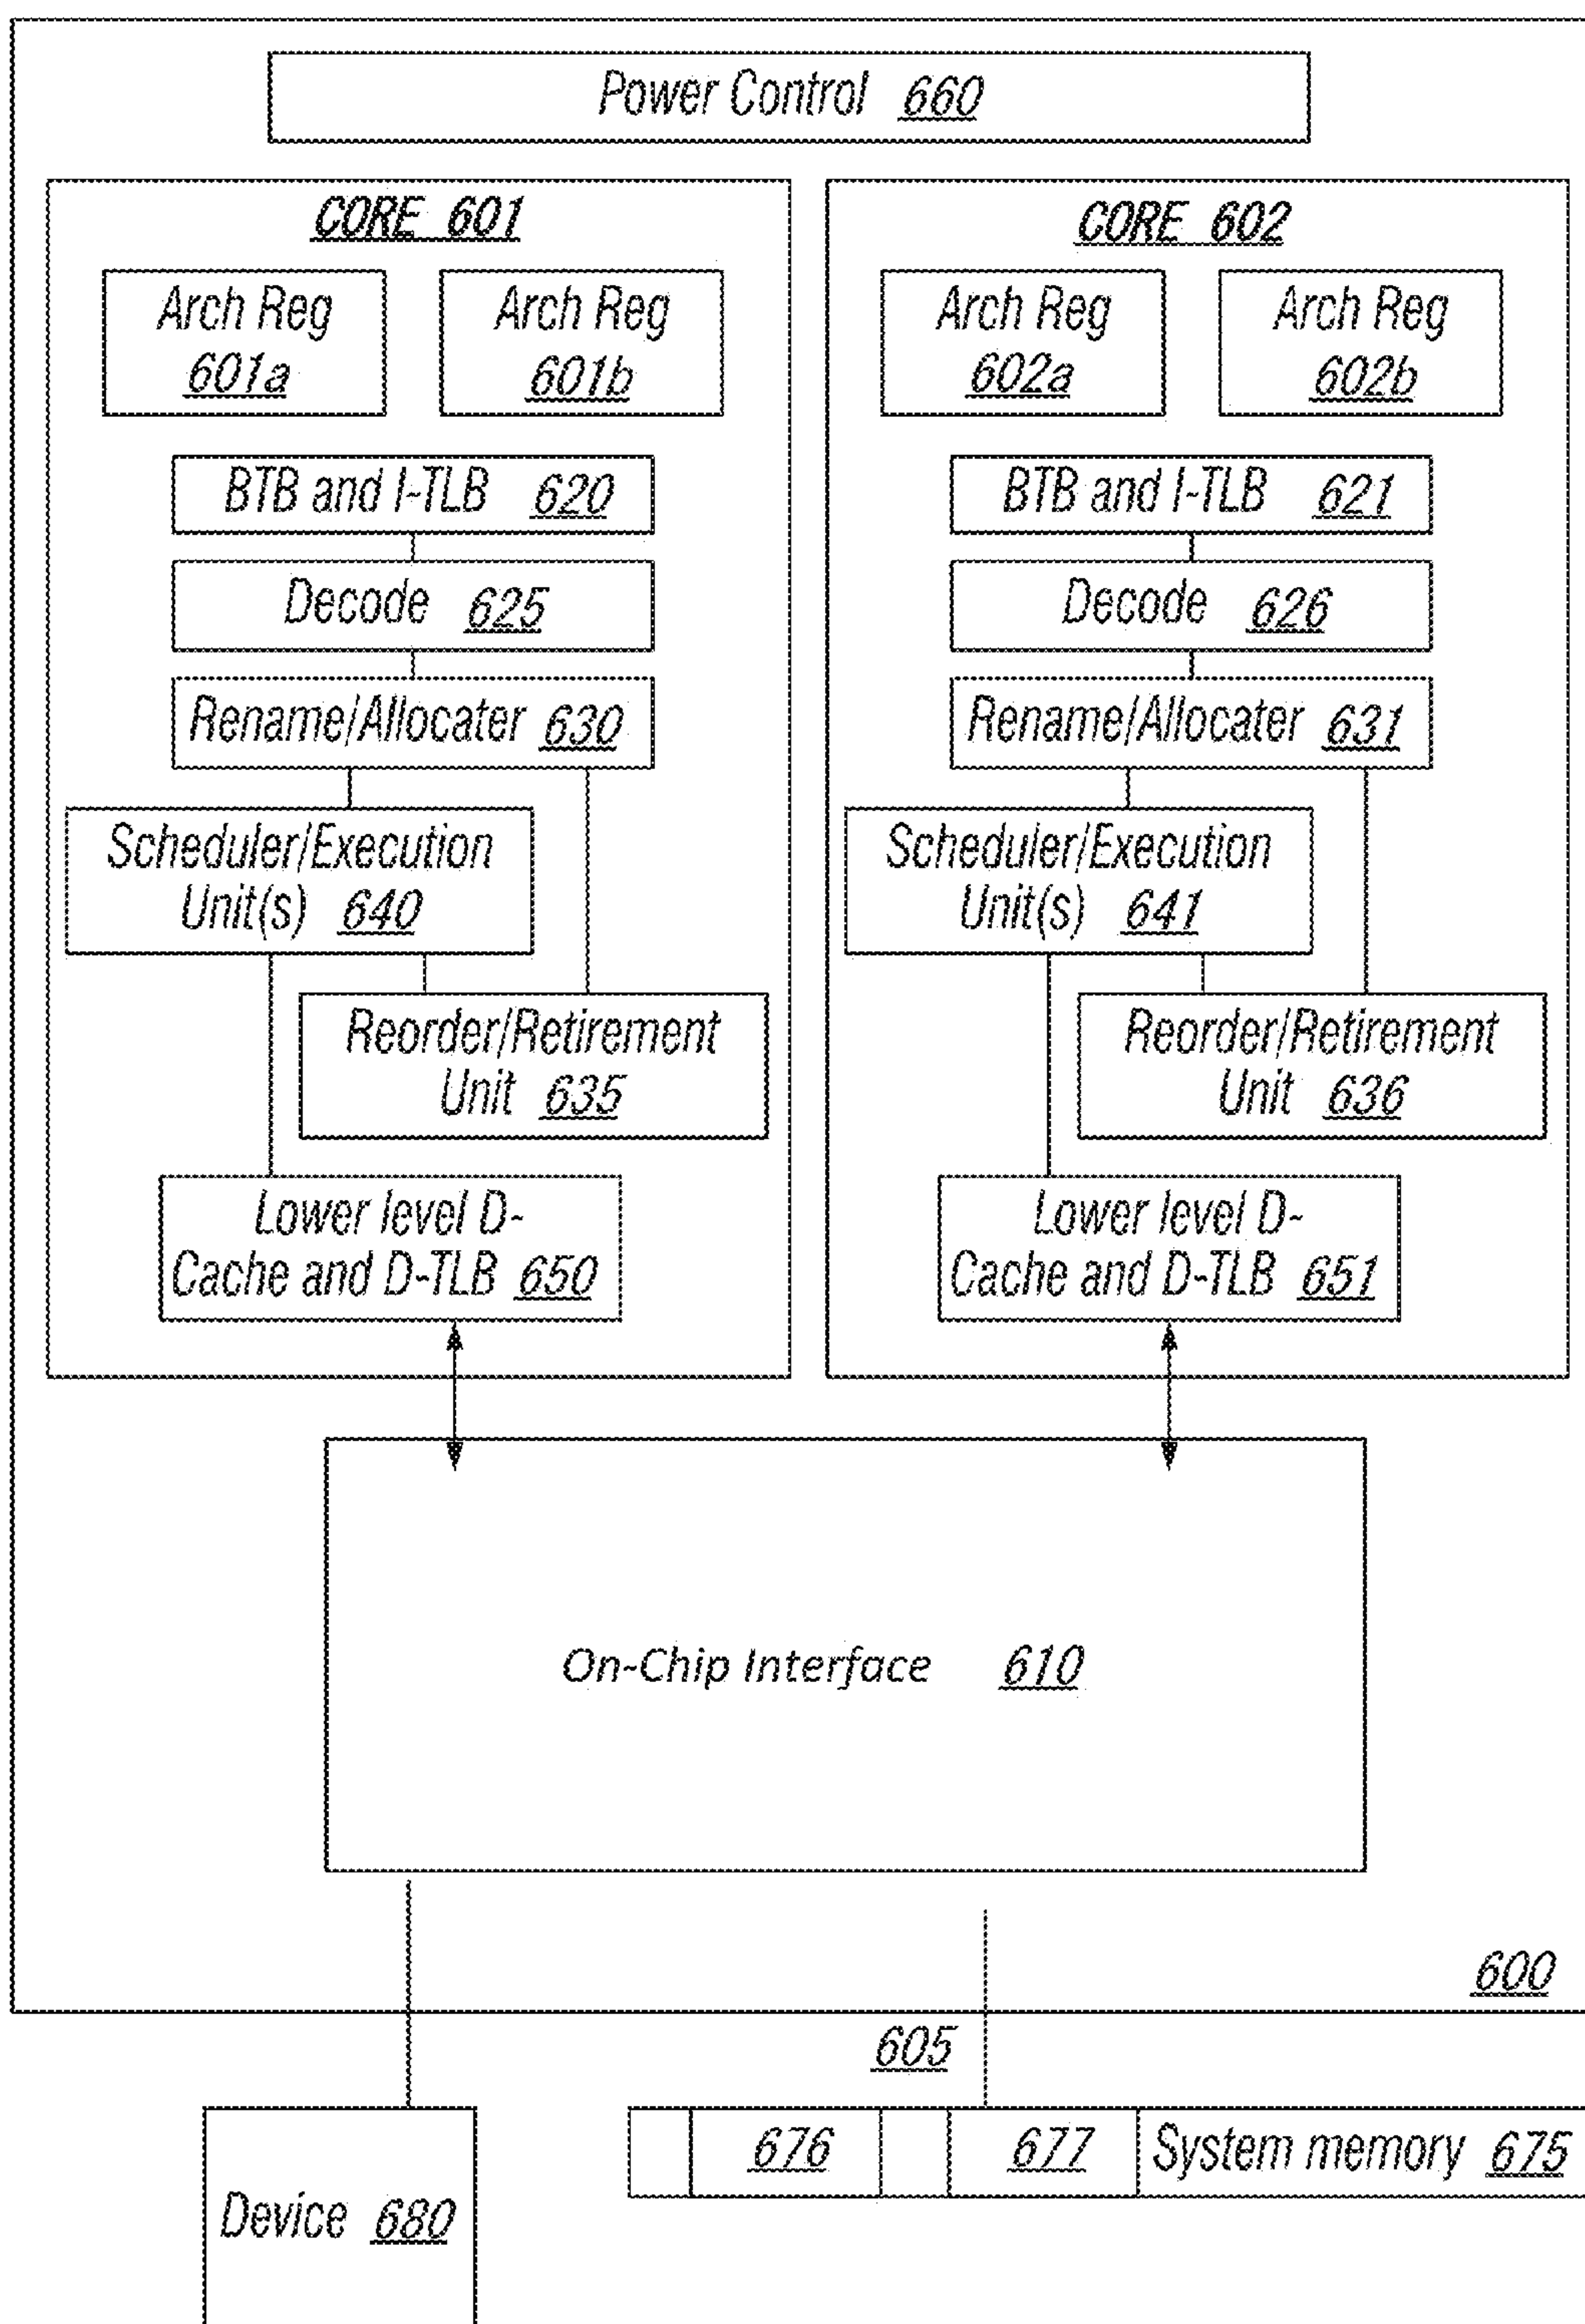 Power Control 660
CORE 601
Arch Reg
601a
Arch Reg
601b
BTB and I-TLB 620
Decode 625
Rename/Allocater 630
Scheduler/Execution
Unit(s) 640
Reorder/Retirement
Unit 635
Lower level D-
Cache and D-TLB 650
CORE 602
Arch Reg
602a
Arch Reg
602b
BTB and I-TLB 621
Decode 626
Rename/Allocater 631
Scheduler/Execution
Unit(s) 641
Reorder/Retirement
Unit 636
Lower level D-
Cache and D-TLB 651
On-Chip Interface 610
600
605
676
677
System memory 675
Device 680